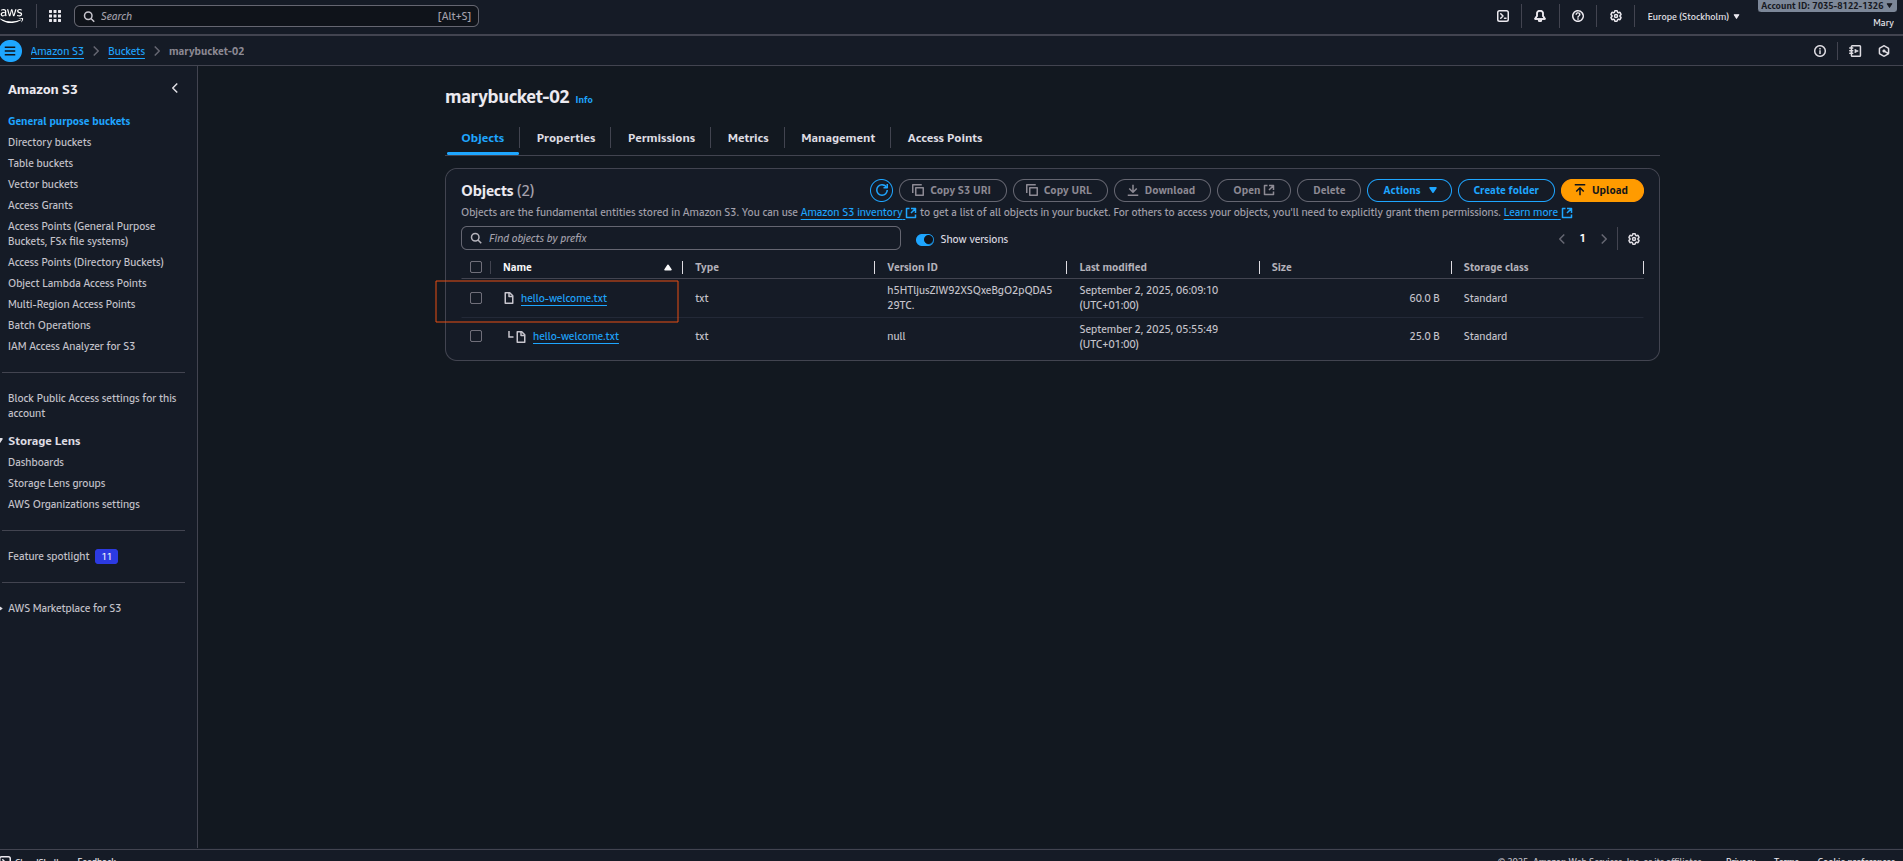 aws
Search [Alt+S]
Europe (Stockholm)
Account ID: 7035-8122-1326
Mary
Amazon S3 > Buckets > marybucket-02
Amazon S3
General purpose buckets
Directory buckets
Table buckets
Vector buckets
Access Grants
Access Points (General Purpose
Buckets, FSx file systems)
Access Points (Directory Buckets)
Object Lambda Access Points
Multi-Region Access Points
Batch Operations
IAM Access Analyzer for S3
Block Public Access settings for this
account
Storage Lens
Dashboards
Storage Lens groups
AWS Organizations settings
Feature spotlight 11
AWS Marketplace for S3
marybucket-02 Info
Objects Properties Permissions Metrics Management Access Points
Objects (2)
Copy S3 URI Copy URL Download Open Delete Actions Create folder Upload
Objects are the fundamental entities stored in Amazon S3. You can use Amazon S3 inventory to get a list of all objects in your bucket. For others to access your objects, you'll need to explicitly grant them permissions. Learn more
Find objects by prefix Show versions 1
Name Type Version ID Last modified Size Storage class
hello-welcome.txt txt h5HTljusZIW92XSQxeBgO2pQDA5 September 2, 2025, 06:09:10 60.0 B Standard
29TC. (UTC+01:00)
hello-welcome.txt txt null September 2, 2025, 05:55:49 25.0 B Standard
(UTC+01:00)